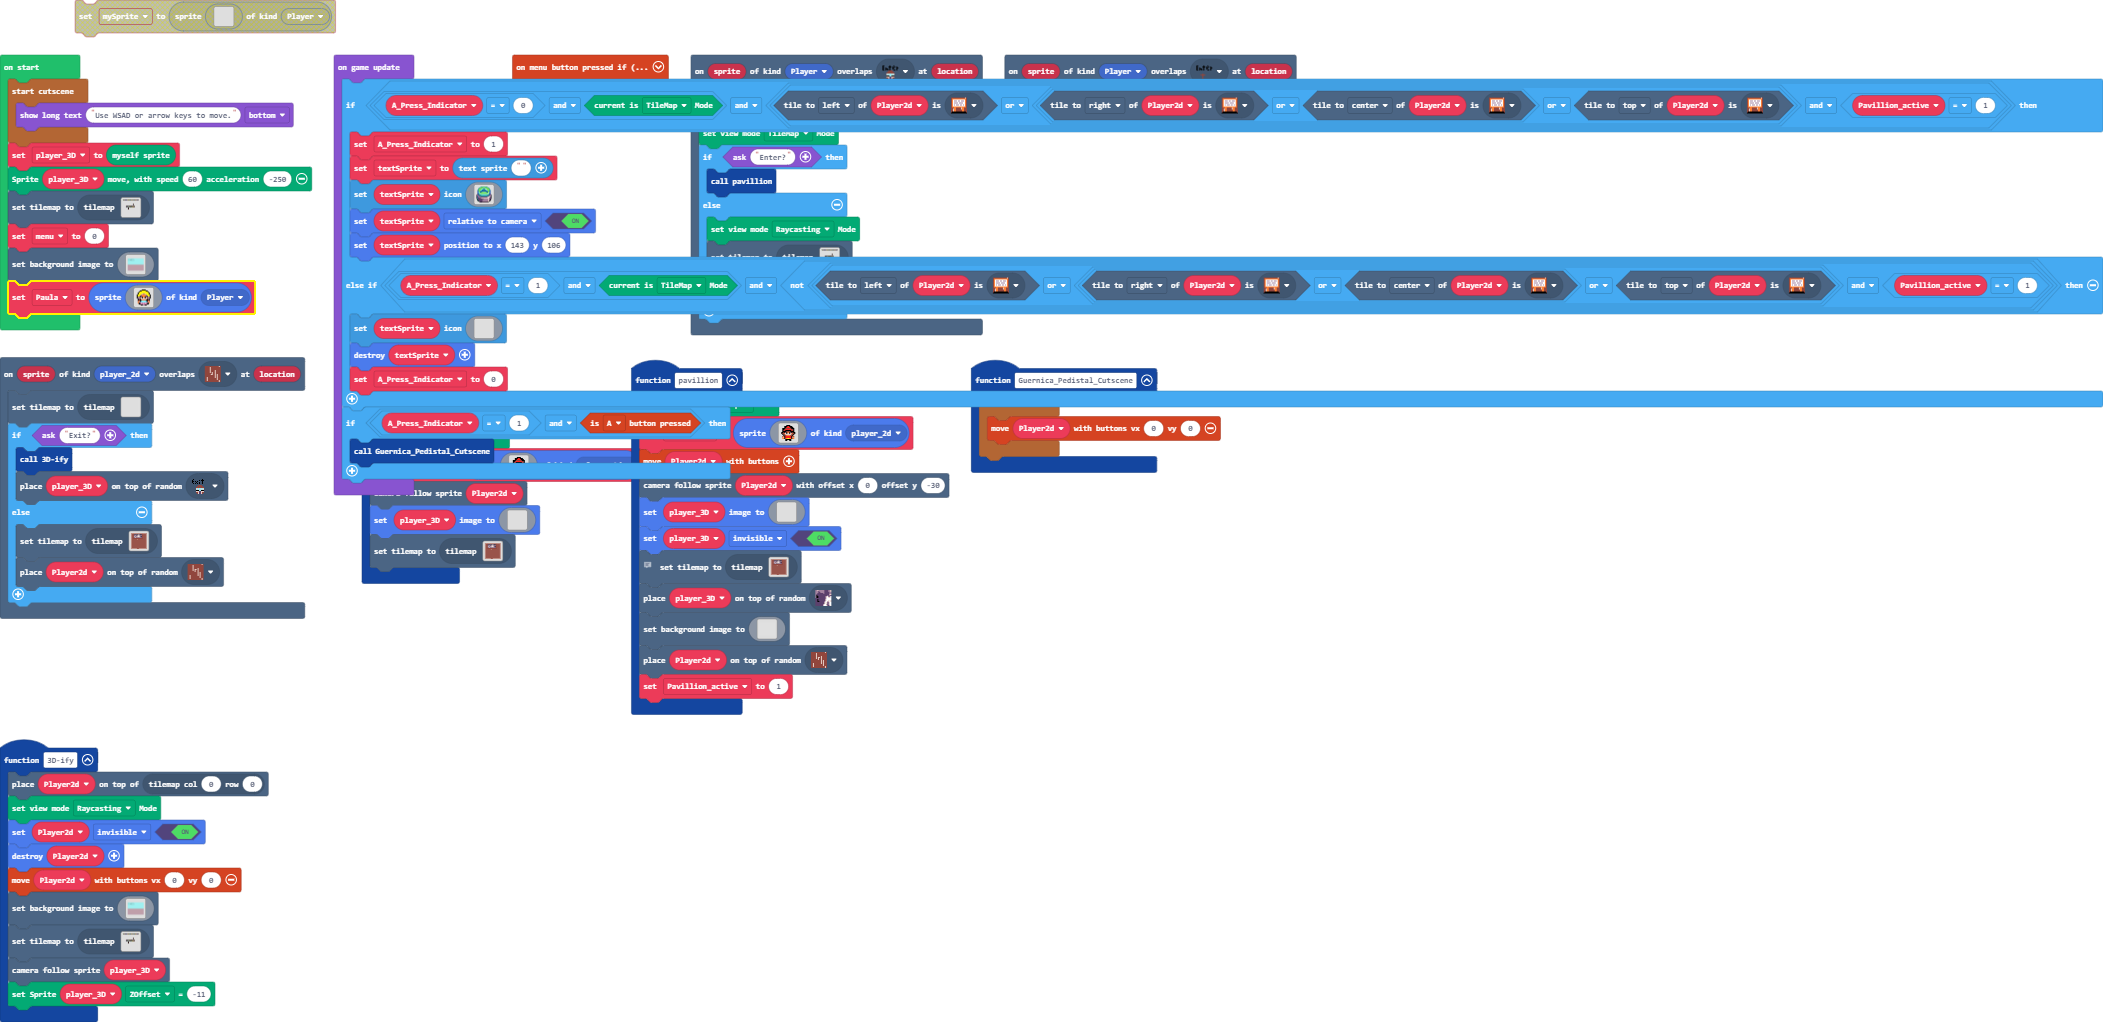 set mySprite to sprite of kind Player
on start
start cutscene
show long text "Use WSAD or arrow keys to move." bottom
set player_3D to myself sprite
Sprite player_3D move, with speed 60 acceleration -250
set tilemap to tilemap
set menu to 0
set background image to
set Paula to sprite of kind Player
on sprite of kind player_2d overlaps at location
set tilemap to tilemap
if ask "Exit?" then
call 3D-ify
place player_3D on top of random
else
set tilemap to tilemap
place Player2d on top of random
on game update
if A_Press_Indicator = 0 and current is TileMap Mode and tile to left of Player2d is or tile to right of Player2d is or tile to center of Player2d is or tile to top of Player2d is and Pavillion_active = 1 then
set A_Press_Indicator to 1
set textSprite to text sprite " "
set textSprite icon
set textSprite relative to camera ON
set textSprite position to x 143 y 106
else if A_Press_Indicator = 1 and current is TileMap Mode and not tile to left of Player2d is or tile to right of Player2d is or tile to center of Player2d is or tile to top of Player2d is and Pavillion_active = 1 then
set textSprite icon
destroy textSprite
set A_Press_Indicator to 0
if A_Press_Indicator = 1 and is A button pressed then
call Guernica_Pedistal_Cutscene
follow sprite Player2d
set player_3D image to
set tilemap to tilemap
on menu button pressed if (...
on sprite of kind Player overlaps at location
set view mode TileMap Mode
if ask "Enter?" then
call pavillion
else
set view mode Raycasting Mode
on sprite of kind Player overlaps at location
function pavillion
sprite of kind player_2d
move Player2d with buttons
camera follow sprite Player2d with offset x 0 offset y -30
set player_3D image to
set player_3D invisible ON
set tilemap to tilemap
place player_3D on top of random
set background image to
place Player2d on top of random
set Pavillion_active to 1
function Guernica_Pedistal_Cutscene
move Player2d with buttons vx 0 vy 0
function 3D-ify
place Player2d on top of tilemap col 0 row 0
set view mode Raycasting Mode
set Player2d invisible ON
destroy Player2d
move Player2d with buttons vx 0 vy 0
set background image to
set tilemap to tilemap
camera follow sprite player_3D
set Sprite player_3D ZOffset = -11